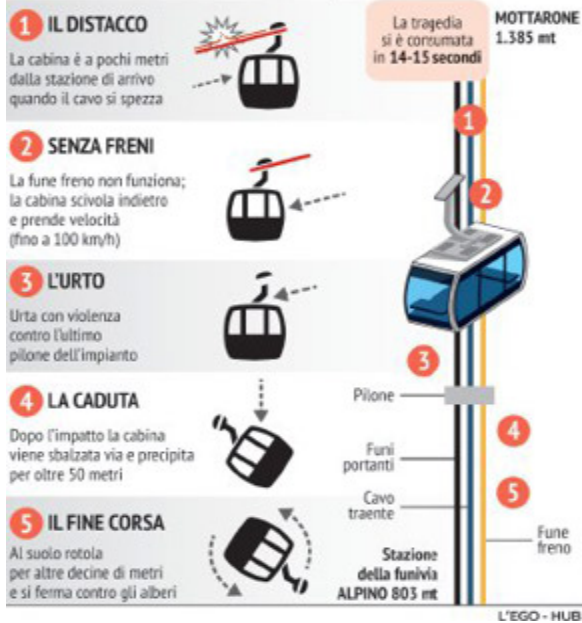 1 IL DISTACCO
La cabina è a pochi metri
dalla stazione di arrivo
quando il cavo si spezza
2 SENZA FRENI
La fune freno non funziona;
la cabina scivola indietro
e prende velocità
(fino a 100 km/h)
3 L'URTO
Urta con violenza
contro l'ultimo
pilone dell'impianto
4 LA CADUTA
Dopo l'impatto la cabina
viene sbalzata via e precipita
per oltre 50 metri
5 IL FINE CORSA
Al suolo rotola
per altre decine di metri
e si ferma contro gli alberi
La tragedia
si è consumata
in 14-15 secondi
MOTTARONE
1.385 mt
1
2
3
Pilone
4
Funi
portanti
5
Cavo
traente
Fune
freno
Stazione
della funivia
ALPINO 803 mt
L'EGO - HUB